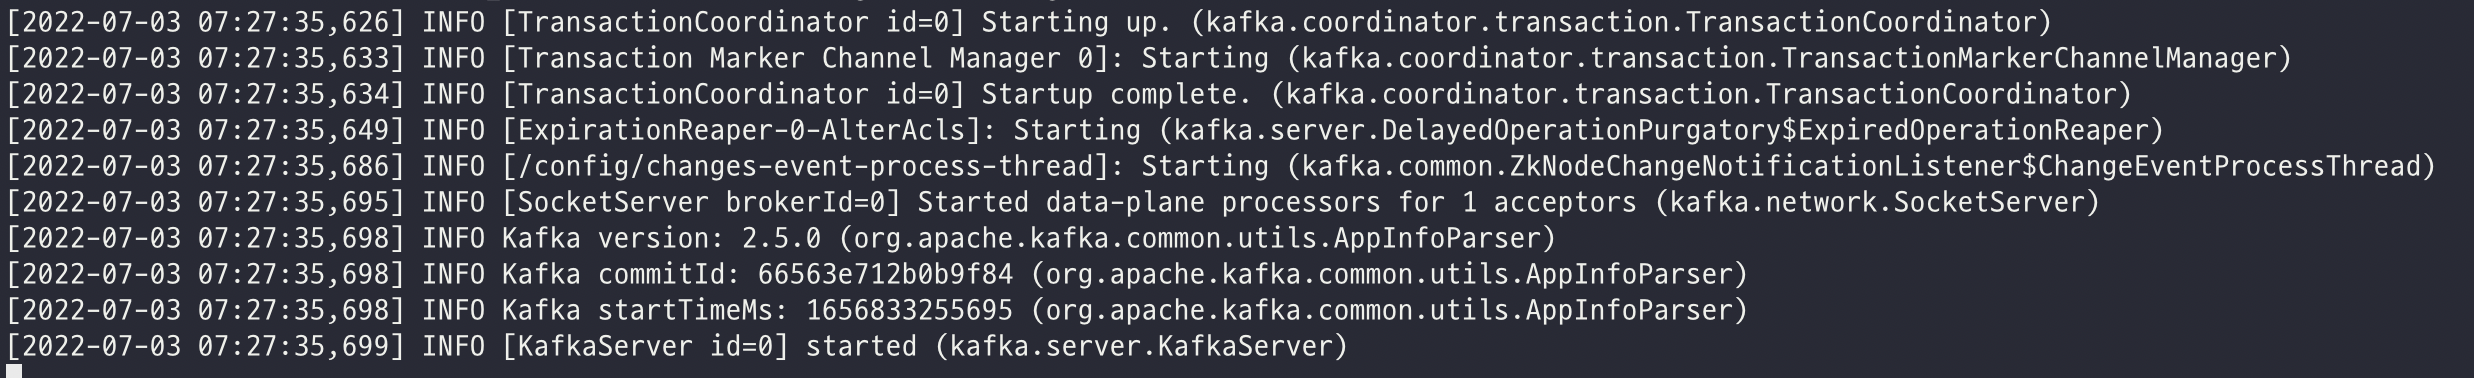 [2022-07-03 07:27:35,626] INFO [TransactionCoordinator id=0] Starting up. (kafka.coordinator.transaction.TransactionCoordinator)
[2022-07-03 07:27:35,633] INFO [Transaction Marker Channel Manager 0]: Starting (kafka.coordinator.transaction.TransactionMarkerChannelManager)
[2022-07-03 07:27:35,634] INFO [TransactionCoordinator id=0] Startup complete. (kafka.coordinator.transaction.TransactionCoordinator)
[2022-07-03 07:27:35,649] INFO [ExpirationReaper-0-AlterAcls]: Starting (kafka.server.DelayedOperationPurgatory$ExpiredOperationReaper)
[2022-07-03 07:27:35,686] INFO [/config/changes-event-process-thread]: Starting (kafka.common.ZkNodeChangeNotificationListener$ChangeEventProcessThread)
[2022-07-03 07:27:35,695] INFO [SocketServer brokerId=0] Started data-plane processors for 1 acceptors (kafka.network.SocketServer)
[2022-07-03 07:27:35,698] INFO Kafka version: 2.5.0 (org.apache.kafka.common.utils.AppInfoParser)
[2022-07-03 07:27:35,698] INFO Kafka commitId: 66563e712b0b9f84 (org.apache.kafka.common.utils.AppInfoParser)
[2022-07-03 07:27:35,698] INFO Kafka startTimeMs: 1656833255695 (org.apache.kafka.common.utils.AppInfoParser)
[2022-07-03 07:27:35,699] INFO [KafkaServer id=0] started (kafka.server.KafkaServer)